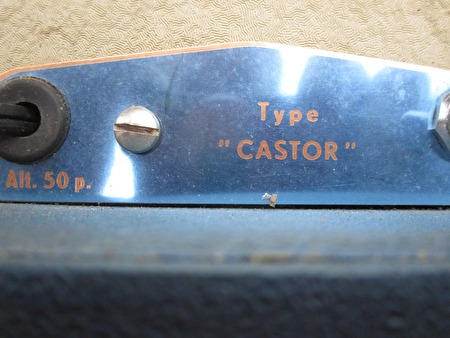 Type
"CASTOR"
Alt. 50 p.